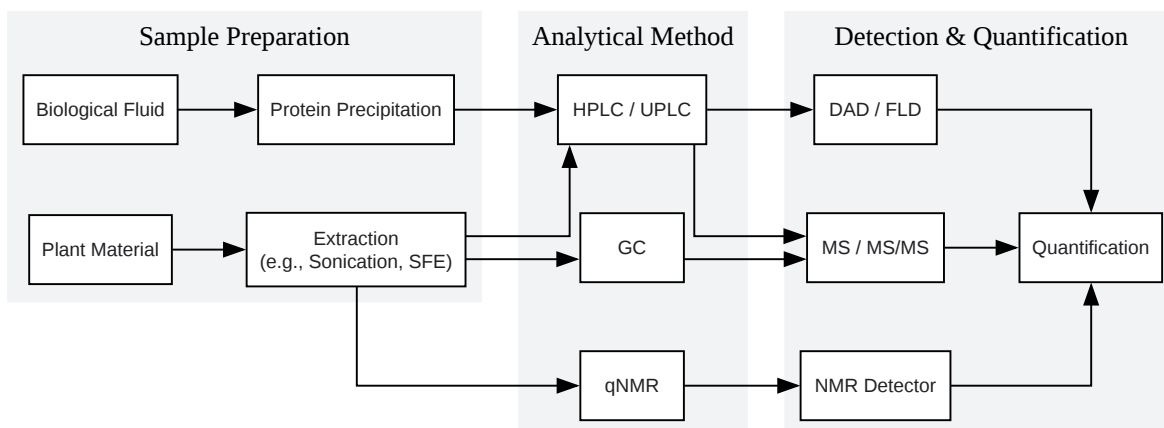 Sample Preparation
Analytical Method
Detection & Quantification
Biological Fluid
Protein Precipitation
HPLC / UPLC
DAD / FLD
Plant Material
Extraction
(e.g., Sonication, SFE)
GC
MS / MS/MS
Quantification
qNMR
NMR Detector